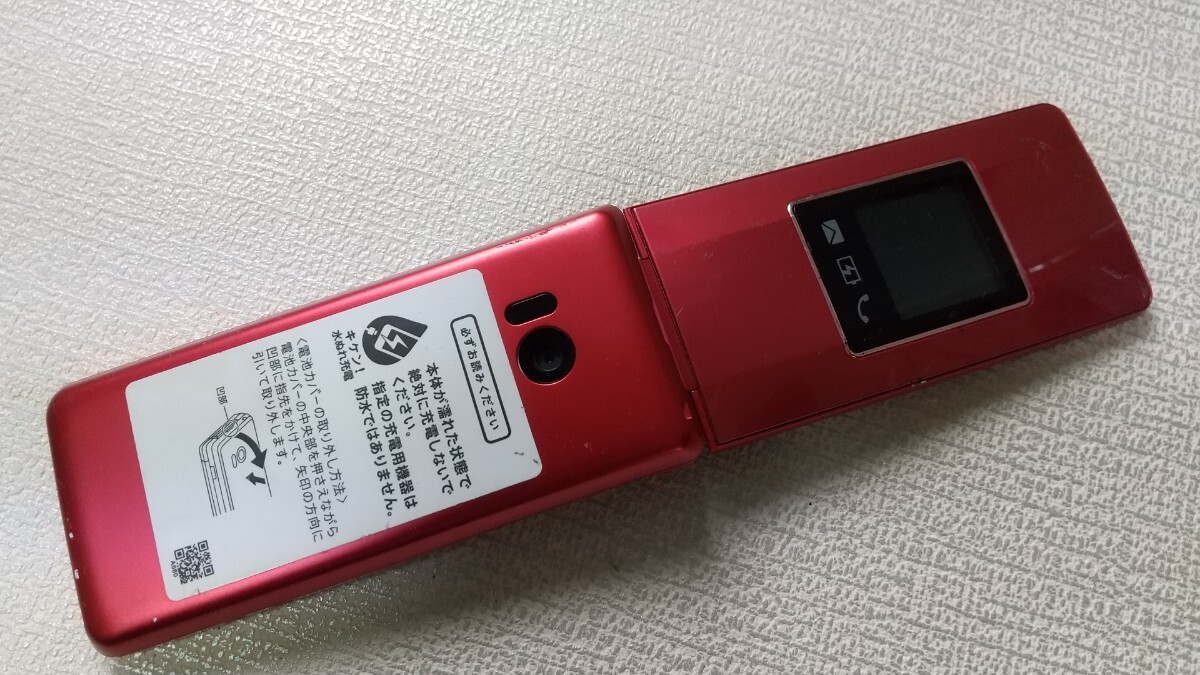 必ずお読みください
本体が濡れた状態で
絶対に充電しないで
ください。
指定の充電用機器は
防水ではありません。
キケン!
水ぬれ充電
<電池カバーの取り外し方法>
電池カバーの中央部を押さえながら
凹部に指先をかけて、矢印の方向に
引いて取り外します。
凹部